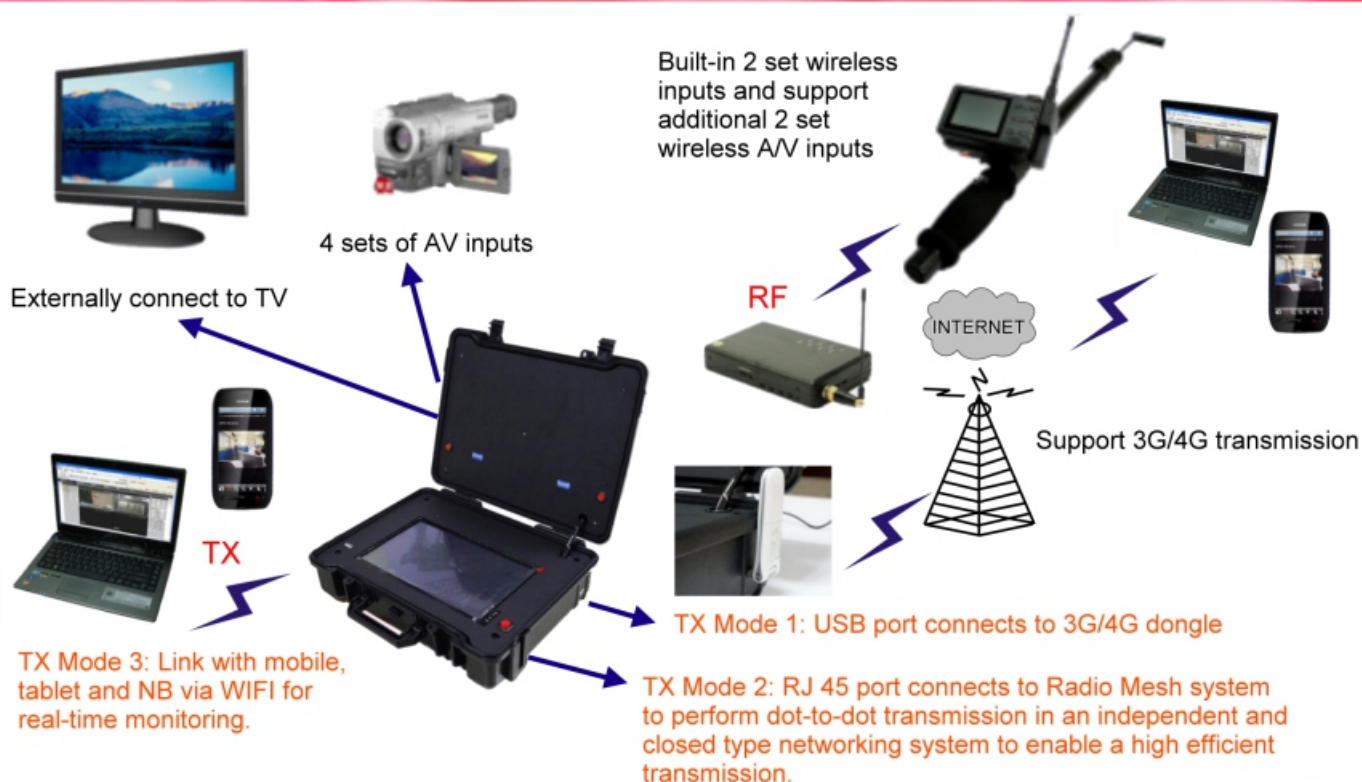 Built-in 2 set wireless
inputs and support
additional 2 set
wireless A/V inputs
4 sets of AV inputs
Externally connect to TV
RF
INTERNET
Support 3G/4G transmission
TX
TX Mode 1: USB port connects to 3G/4G dongle
TX Mode 3: Link with mobile,
tablet and NB via WIFI for
real-time monitoring.
TX Mode 2: RJ 45 port connects to Radio Mesh system
to perform dot-to-dot transmission in an independent and
closed type networking system to enable a high efficient
transmission.